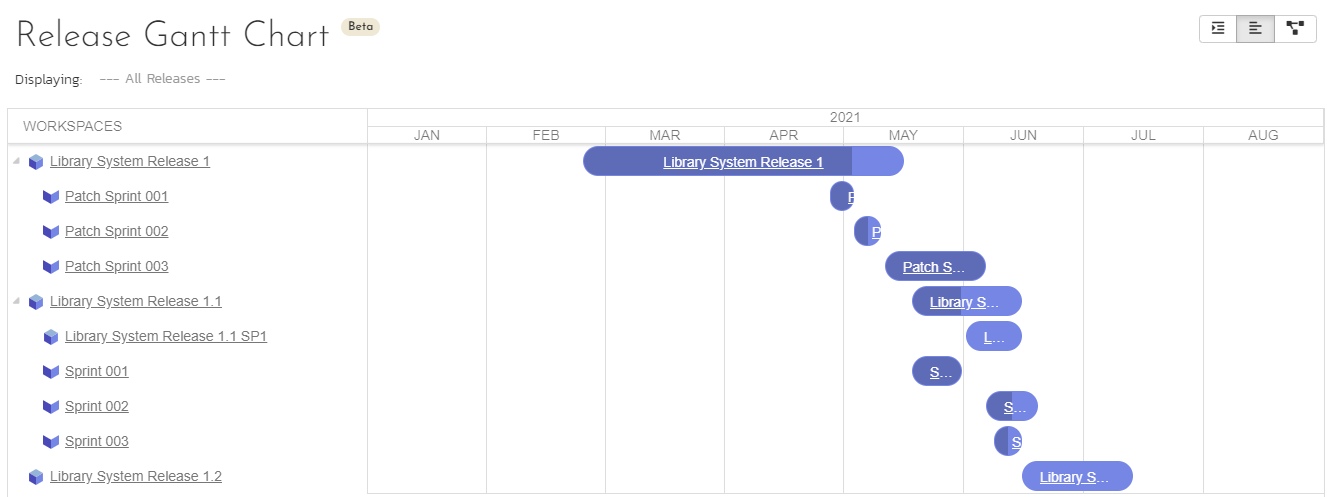 Release Gantt Chart Beta
Displaying: --- All Releases ---
WORKSPACES
2021
JAN FEB MAR APR MAY JUN JUL AUG
Library System Release 1 Library System Release 1
Patch Sprint 001 P
Patch Sprint 002 P
Patch Sprint 003 Patch S...
Library System Release 1.1 Library S...
Library System Release 1.1 SP1 L...
Sprint 001 S...
Sprint 002 S...
Sprint 003 S
Library System Release 1.2 Library S...